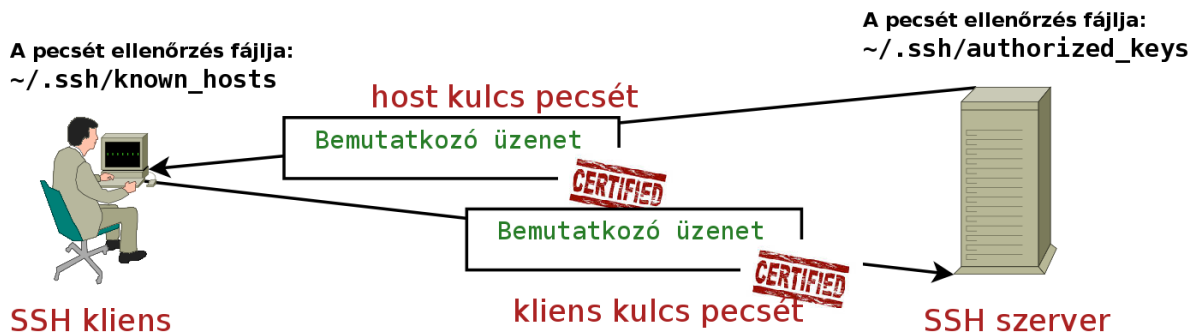 A pecsét ellenőrzés fájlja:
~/.ssh/known_hosts
A pecsét ellenőrzés fájlja:
~/.ssh/authorized_keys
host kulcs pecsét
Bemutatkozó üzenet
CERTIFIED
Bemutatkozó üzenet
CERTIFIED
kliens kulcs pecsét
SSH kliens
SSH szerver